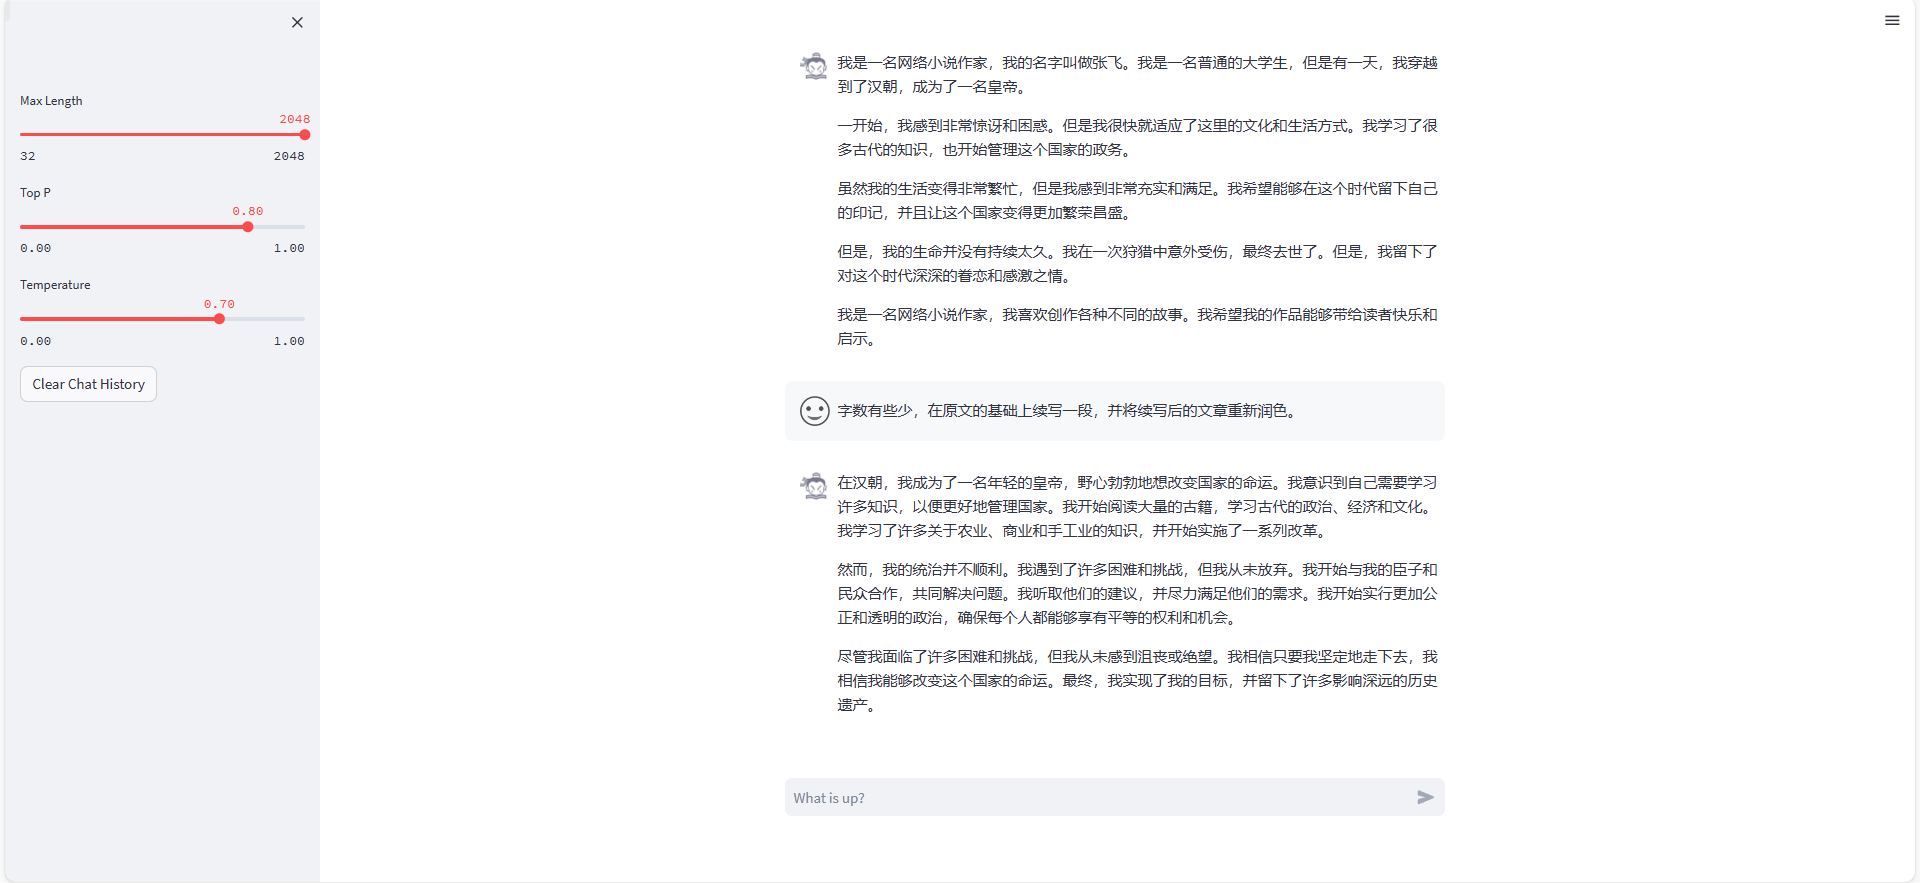 Max Length
2048
32 2048
Top P
0.80
0.00 1.00
Temperature
0.70
0.00 1.00
Clear Chat History
我是一名网络小说作家，我的名字叫做张飞。我是一名普通的大学生，但是有一天，我穿越
到了汉朝，成为了一名皇帝。
一开始，我感到非常惊讶和困惑。但是我很快就适应了这里的文化和生活方式。我学习了很
多古代的知识，也开始管理这个国家的政务。
虽然我的生活变得非常繁忙，但是我感到非常充实和满足。我希望能够在这个时代留下自己
的印记，并且让这个国家变得更加繁荣昌盛。
但是，我的生命并没有持续太久。我在一次狩猎中意外受伤，最终去世了。但是，我留下了
对这个时代深深的眷恋和感激之情。
我是一名网络小说作家，我喜欢创作各种不同的故事。我希望我的作品能够带给读者快乐和
启示。
字数有些少，在原文的基础上续写一段，并将续写后的文章重新润色。
在汉朝，我成为了一名年轻的皇帝，野心勃勃地想改变国家的命运。我意识到自己需要学习
许多知识，以便更好地管理国家。我开始阅读大量的古籍，学习古代的政治、经济和文化。
我学习了许多关于农业、商业和手工业的知识，并开始实施了一系列改革。
然而，我的统治并不顺利。我遇到了许多困难和挑战，但我从未放弃。我开始与我的臣子和
民众合作，共同解决问题。我听取他们的建议，并尽力满足他们的需求。我开始实行更加公
正和透明的政治，确保每个人都能够享有平等的权利和机会。
尽管我面临了许多困难和挑战，但我从未感到沮丧或绝望。我相信只要我坚定地走下去，我
相信我能够改变这个国家的命运。最终，我实现了我的目标，并留下了许多影响深远的历史
遗产。
What is up?